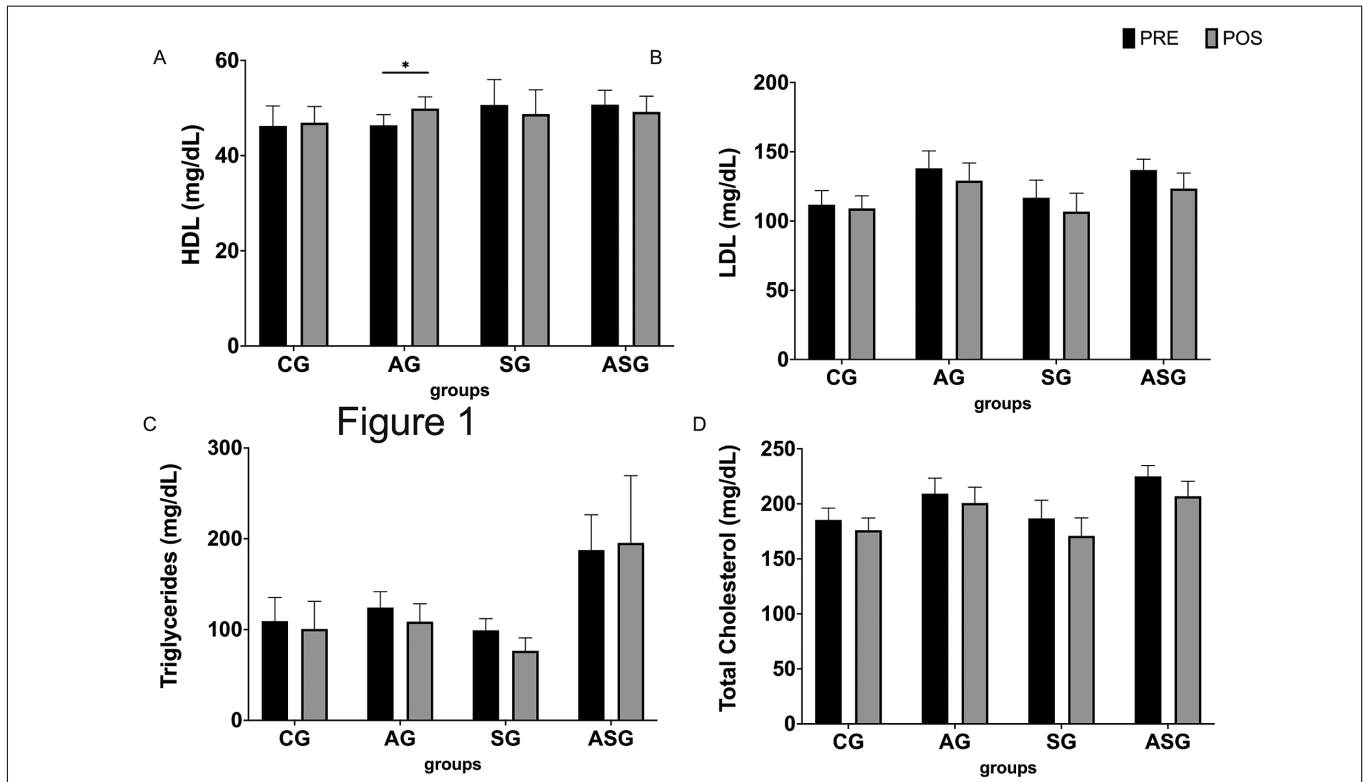 PRE POS
A
60
40
20
0
HDL (mg/dL)
*
CG AG SG ASG
groups
B
200
150
100
50
0
LDL (mg/dL)
CG AG SG ASG
groups
Figure 1
C
300
200
100
0
Triglycerides (mg/dL)
CG AG SG ASG
groups
D
250
200
150
100
50
0
Total Cholesterol (mg/dL)
CG AG SG ASG
groups